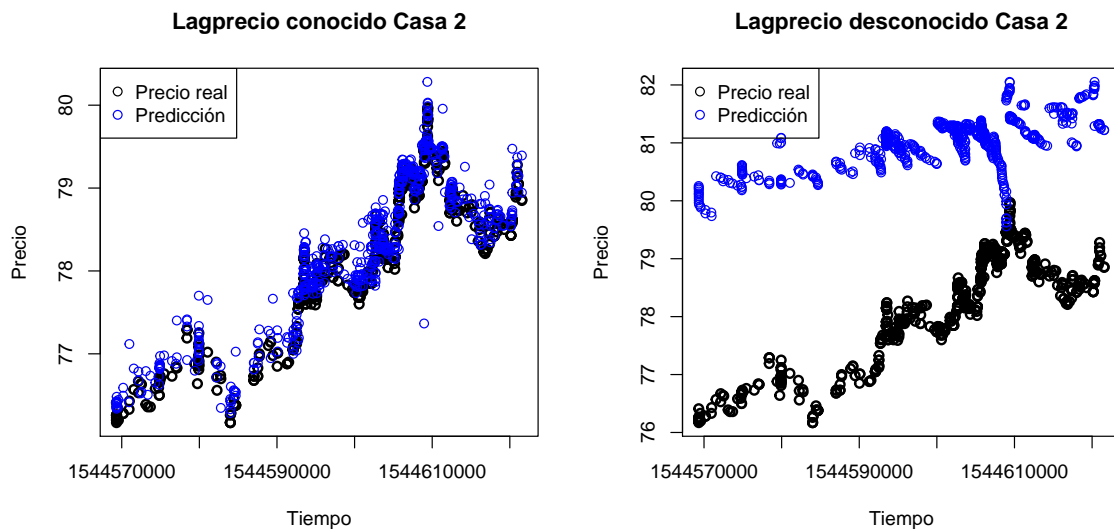 Lagprecio conocido Casa 2
Precio real
Predicción
Precio
80
79
78
77
1544570000
1544590000
1544610000
Tiempo
Lagprecio desconocido Casa 2
Precio real
Predicción
Precio
82
81
80
79
78
77
76
1544570000
1544590000
1544610000
Tiempo